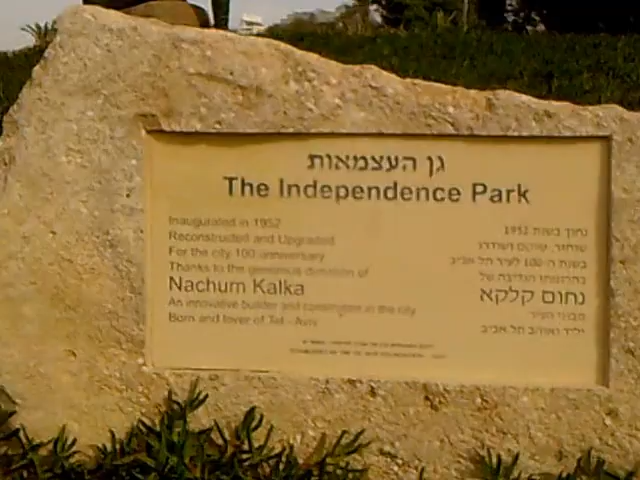 גן העצמאות
The Independence Park
Inaugurated in 1952
Reconstructed and Upgraded
For the city 100 anniversary
Thanks to the generous donation of
Nachum Kalka
An innovative builder and constructor in the city
Born and lover of Tel - Aviv
נחנך בשנת 1952
שוחזר, שוקם ושודרג
בשנת ה-100 לעיר תל אביב
בתרומתו הנדיבה של
נחום קלקא
מבוני העיר
יליד ואוהב תל אביב